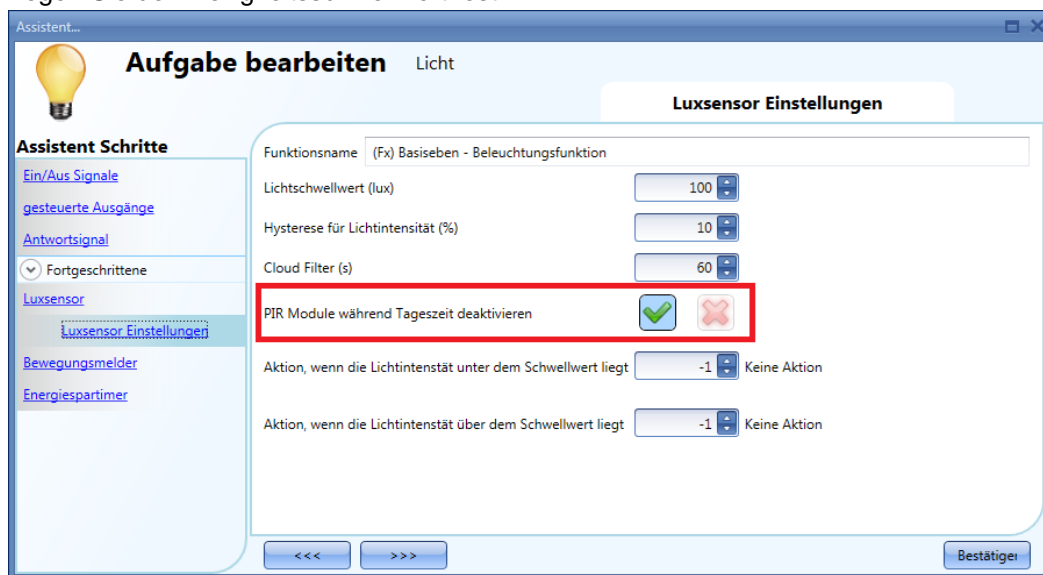 Assistent...
Aufgabe bearbeiten Licht
Luxsensor Einstellungen
Assistent Schritte
Ein/Aus Signale
gesteuerte Ausgänge
Antwortsignal
Fortgeschrittene
Luxsensor
Luxsensor Einstellungen
Bewegungsmelder
Energiespartimer
Funktionsname (Fx) Basiseben - Beleuchtungsfunktion
Lichtschwellwert (lux) 100
Hysterese für Lichtintensität (%) 10
Cloud Filter (s) 60
PIR Module während Tageszeit deaktivieren
Aktion, wenn die Lichtintenstät unter dem Schwellwert liegt -1 Keine Aktion
Aktion, wenn die Lichtintenstät über dem Schwellwert liegt -1 Keine Aktion
<<< >>>
Bestätiger